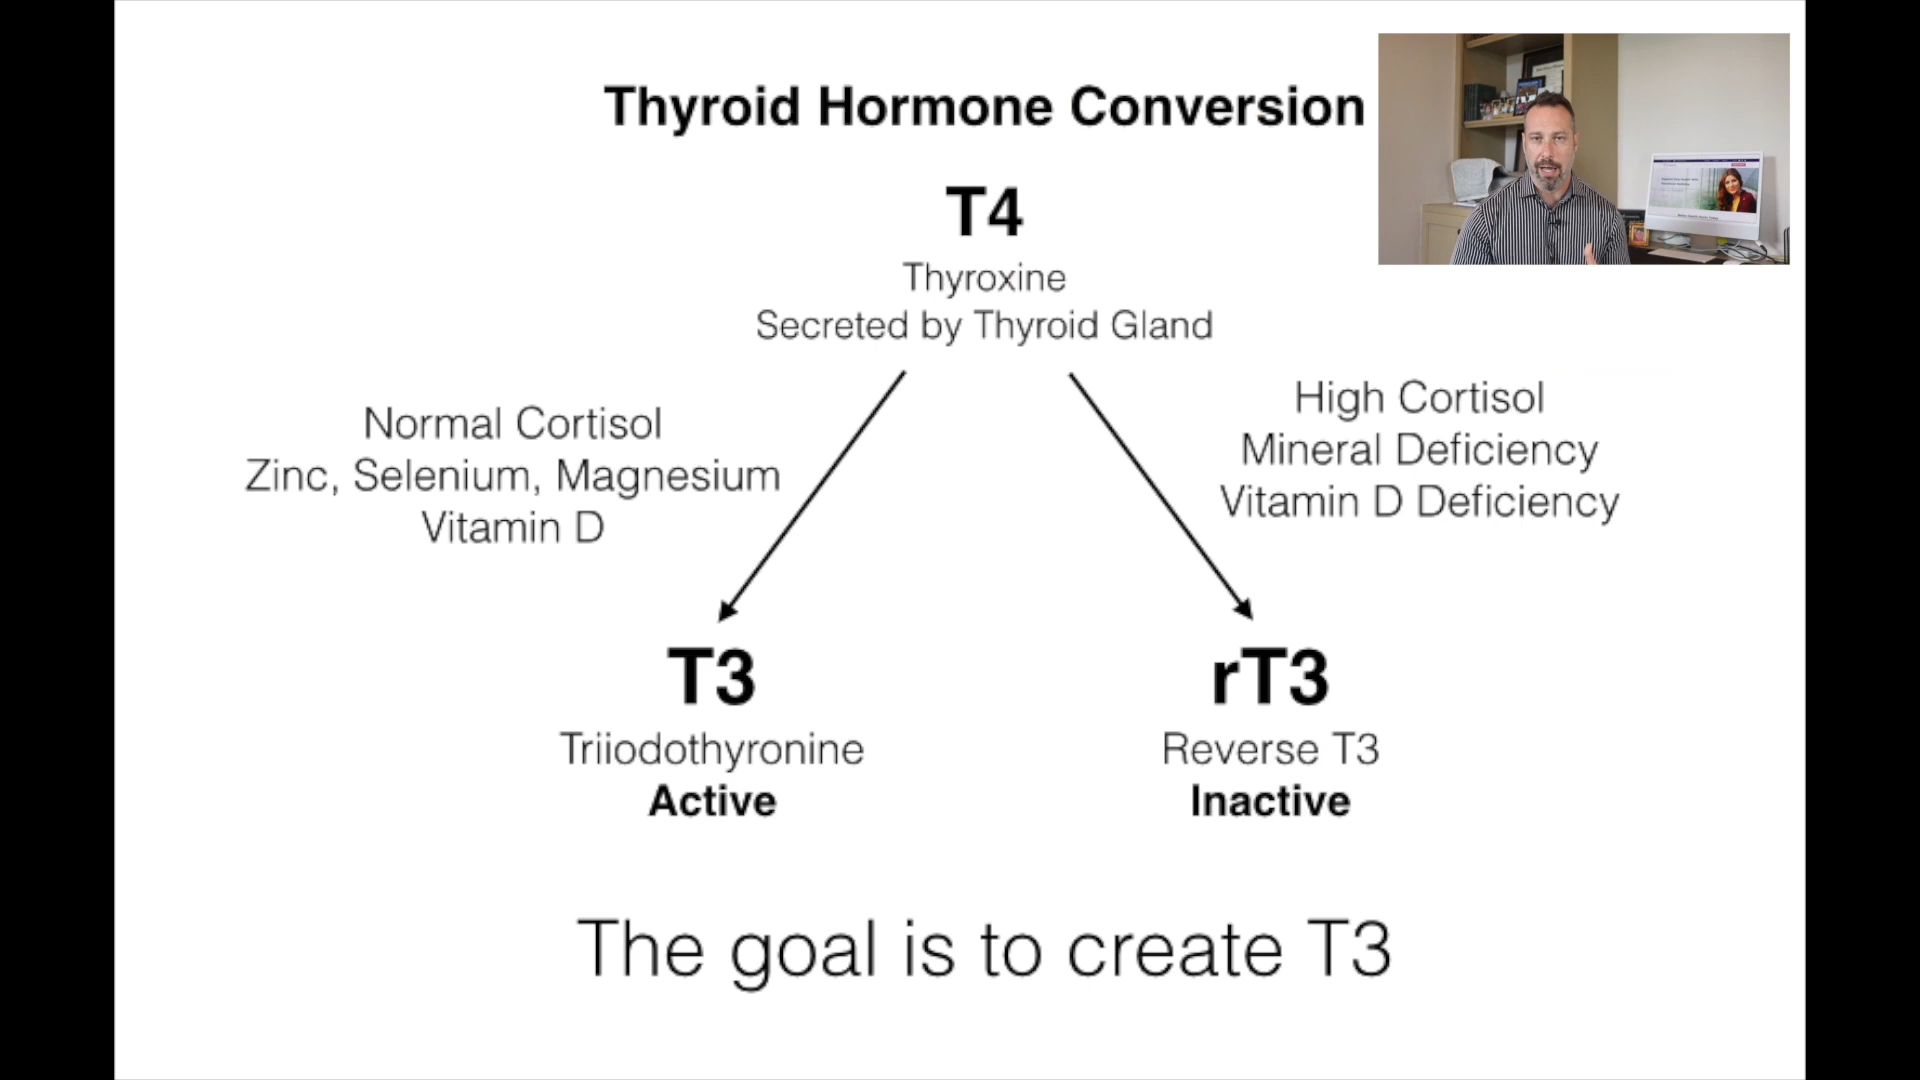 Thyroid Hormone Conversion
T4
Thyroxine
Secreted by Thyroid Gland
Normal Cortisol
Zinc, Selenium, Magnesium
Vitamin D
High Cortisol
Mineral Deficiency
Vitamin D Deficiency
T3
Triiodothyronine
Active
rT3
Reverse T3
Inactive
The goal is to create T3